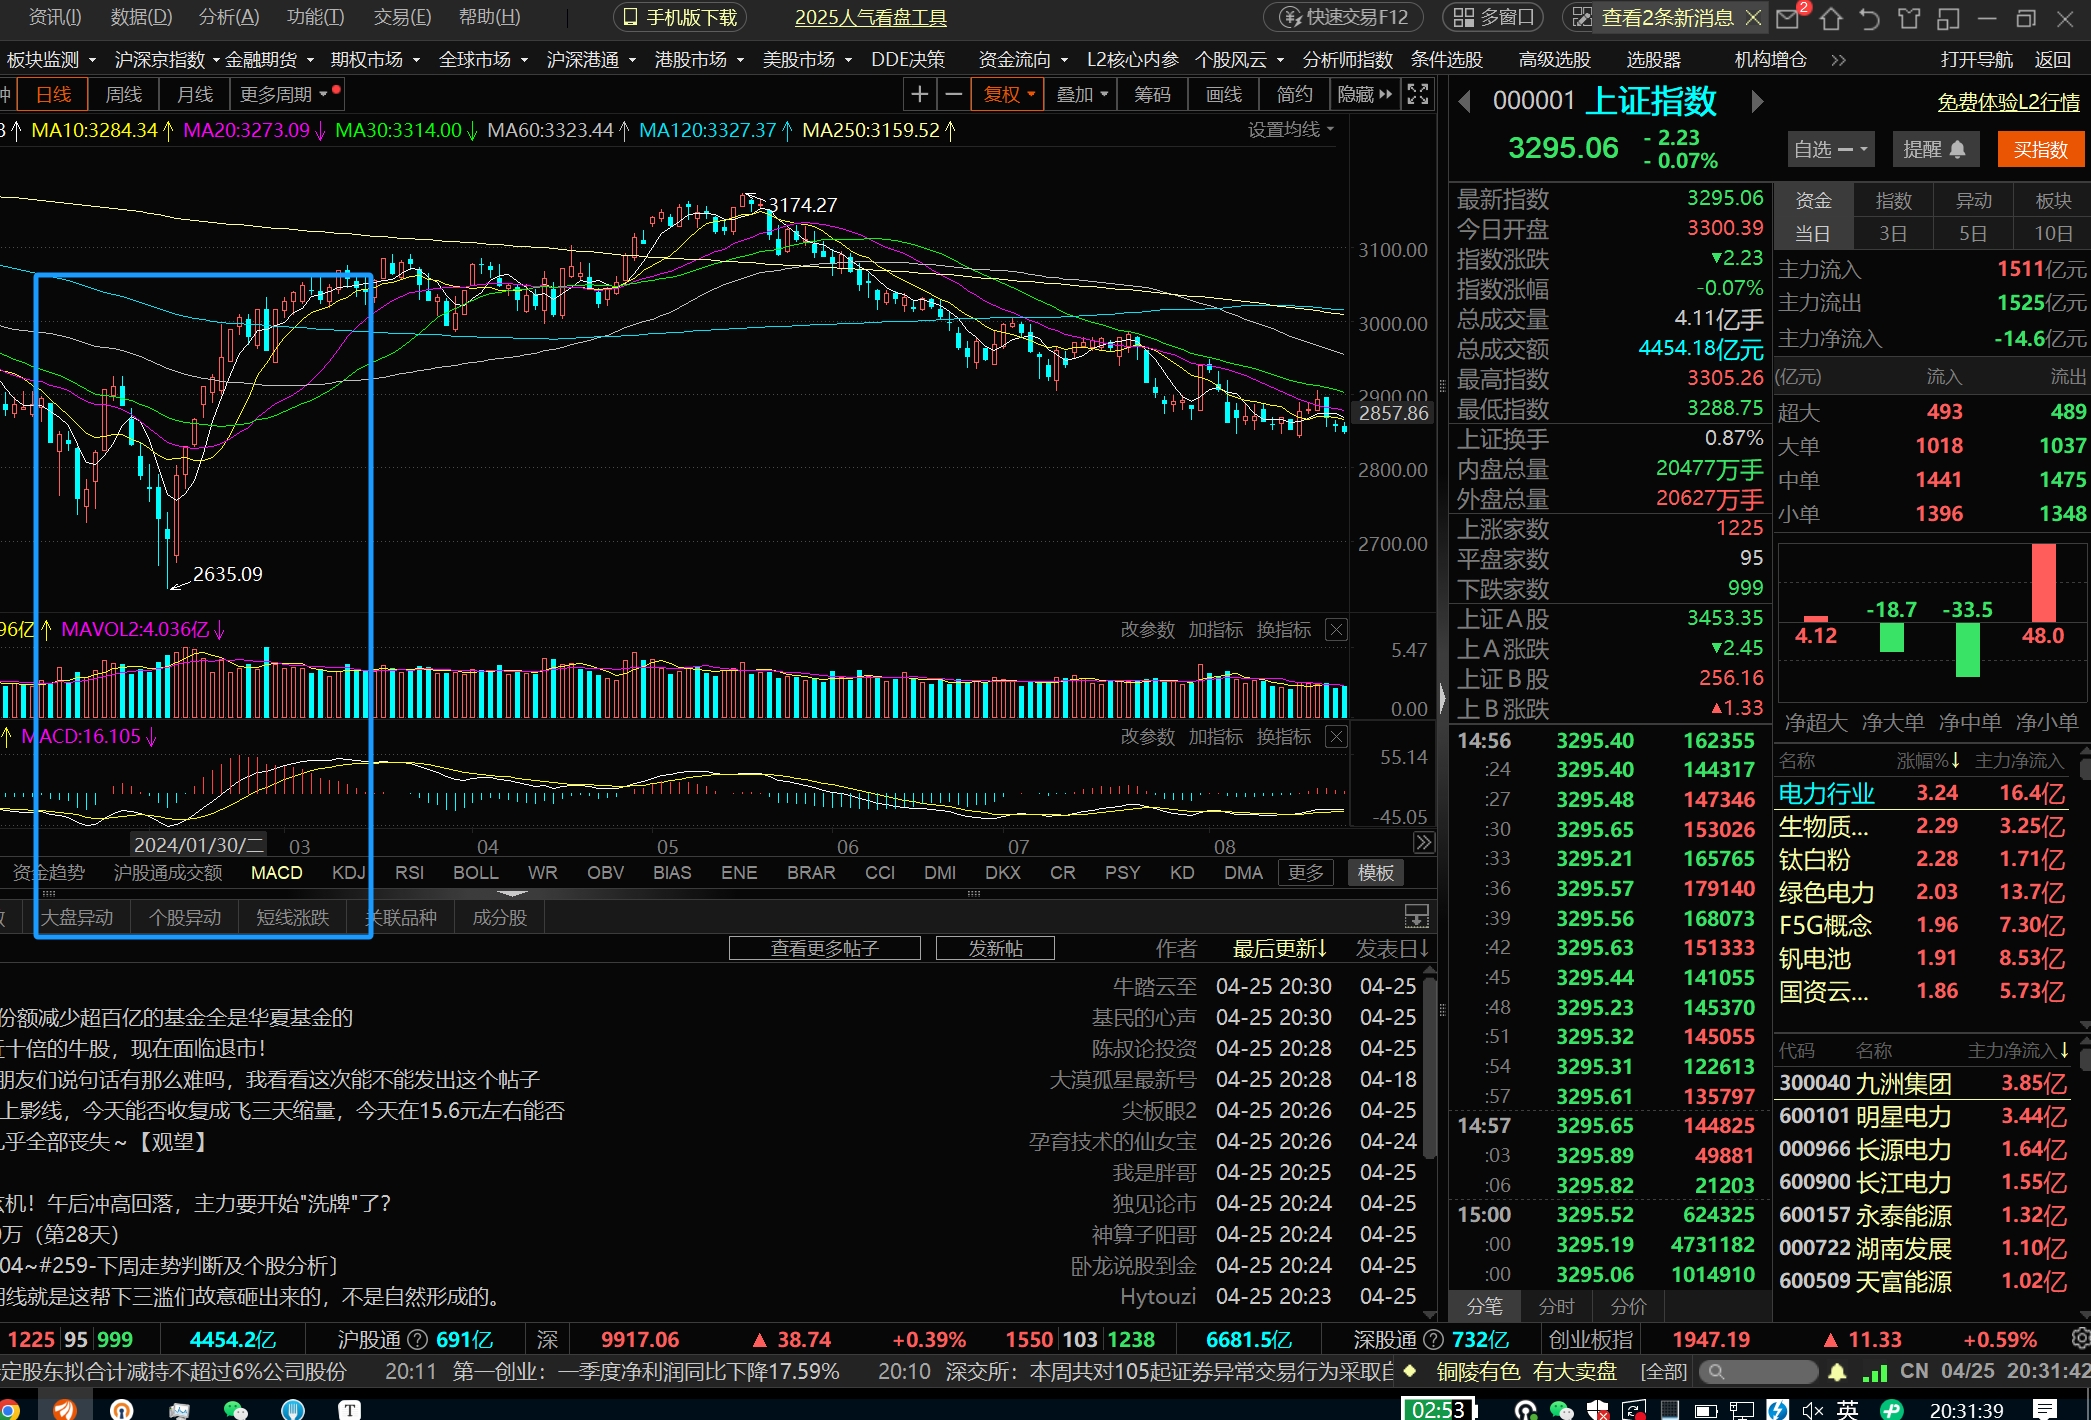 资讯(I) 数据(D) 分析(A) 功能(T) 交易(E) 帮助(H) 手机版下载 2025人气看盘工具 快速交易F12 多窗口 查看2条新消息 2
板块监测 沪深京指数 金融期货 期权市场 全球市场 沪深港通 港股市场 美股市场 DDE决策 资金流向 L2核心内参 个股风云 分析师指数 条件选股 高级选股 选股器 机构增仓 打开导航 返回
钟 日线 周线 月线 更多周期 复权 叠加 筹码 画线 简约 隐藏
3↑ MA10:3284.34↑ MA20:3273.09↓ MA30:3314.00↓ MA60:3323.44↑ MA120:3327.37↑ MA250:3159.52↑ 设置均线
3174.27
3100.00
3000.00
2900.00
2857.86
2800.00
2700.00
2635.09
96亿↑ MAVOL2:4.036亿↓ 改参数 加指标 换指标
5.47
0.00
↑ MACD:16.105↓ 改参数 加指标 换指标
55.14
-45.05
2024/01/30/二 03 04 05 06 07 08
资金趋势 沪股通成交额 MACD KDJ RSI BOLL WR OBV BIAS ENE BRAR CCI DMI DKX CR PSY KD DMA 更多 模板
大盘异动 个股异动 短线涨跌 关联品种 成分股
查看更多帖子 发新帖 作者 最后更新↓ 发表日↓
牛踏云至 04-25 20:30 04-25
份额减少超百亿的基金全是华夏基金的 基民的心声 04-25 20:30 04-25
十倍的牛股，现在面临退市！ 陈叔论投资 04-25 20:28 04-25
朋友们说句话有那么难吗，我看看这次能不能发出这个帖子 大漠孤星最新号 04-25 20:28 04-18
上影线，今天能否收复成飞三天缩量，今天在15.6元左右能否 尖板眼2 04-25 20:26 04-25
乎全部丧失~【观望】 孕育技术的仙女宝 04-25 20:26 04-24
我是胖哥 04-25 20:25 04-25
机！午后冲高回落，主力要开始"洗牌"了？ 独见论市 04-25 20:24 04-25
万（第28天） 神算子阳哥 04-25 20:24 04-25
04~#259-下周走势判断及个股分析〕 卧龙说股到金 04-25 20:24 04-25
线就是这帮下三滥们故意砸出来的，不是自然形成的。 Hytouzi 04-25 20:23 04-25
000001 上证指数 免费体验L2行情
3295.06 -2.23 -0.07% 自选 提醒 买指数
最新指数 3295.06
今日开盘 3300.39
指数涨跌 ▼2.23
指数涨幅 -0.07%
总成交量 4.11亿手
总成交额 4454.18亿元
最高指数 3305.26
最低指数 3288.75
上证换手 0.87%
内盘总量 20477万手
外盘总量 20627万手
上涨家数 1225
平盘家数 95
下跌家数 999
上证A股 3453.35
上A涨跌 ▼2.45
上证B股 256.16
上B涨跌 ▲1.33
14:56 3295.40 162355
:24 3295.40 144317
:27 3295.48 147346
:30 3295.65 153026
:33 3295.21 165765
:36 3295.57 179140
:39 3295.56 168073
:42 3295.63 151333
:45 3295.44 141055
:48 3295.23 145370
:51 3295.32 145055
:54 3295.31 122613
:57 3295.61 135797
14:57 3295.65 144825
:03 3295.89 49881
:06 3295.82 21203
15:00 3295.52 624325
:00 3295.19 4731182
:00 3295.06 1014910
分笔 分时 分价
资金 指数 异动 板块
当日 3日 5日 10日
主力流入 1511亿元
主力流出 1525亿元
主力净流入 -14.6亿元
(亿元) 流入 流出
超大 493 489
大单 1018 1037
中单 1441 1475
小单 1396 1348
4.12 -18.7 -33.5 48.0
净超大 净大单 净中单 净小单
名称 涨幅%↓ 主力净流入
电力行业 3.24 16.4亿
生物质... 2.29 3.25亿
钛白粉 2.28 1.71亿
绿色电力 2.03 13.7亿
F5G概念 1.96 7.30亿
钒电池 1.91 8.53亿
国资云... 1.86 5.73亿
代码 名称 主力净流入↓
300040 九洲集团 3.85亿
600101 明星电力 3.44亿
000966 长源电力 1.64亿
600900 长江电力 1.55亿
600157 永泰能源 1.32亿
000722 湖南发展 1.10亿
600509 天富能源 1.02亿
1225 95 999 4454.2亿 沪股通 691亿 深 9917.06 ▲38.74 +0.39% 1550 103 1238 6681.5亿 深股通 732亿 创业板指 1947.19 ▲11.33 +0.59%
定股东拟合计减持不超过6%公司股份 20:11 第一创业：一季度净利润同比下降17.59% 20:10 深交所：本周共对105起证券异常交易行为采取自 铜陵有色 有大卖盘 [全部] CN 04/25 20:31:42
T 02:53 英 20:31:39